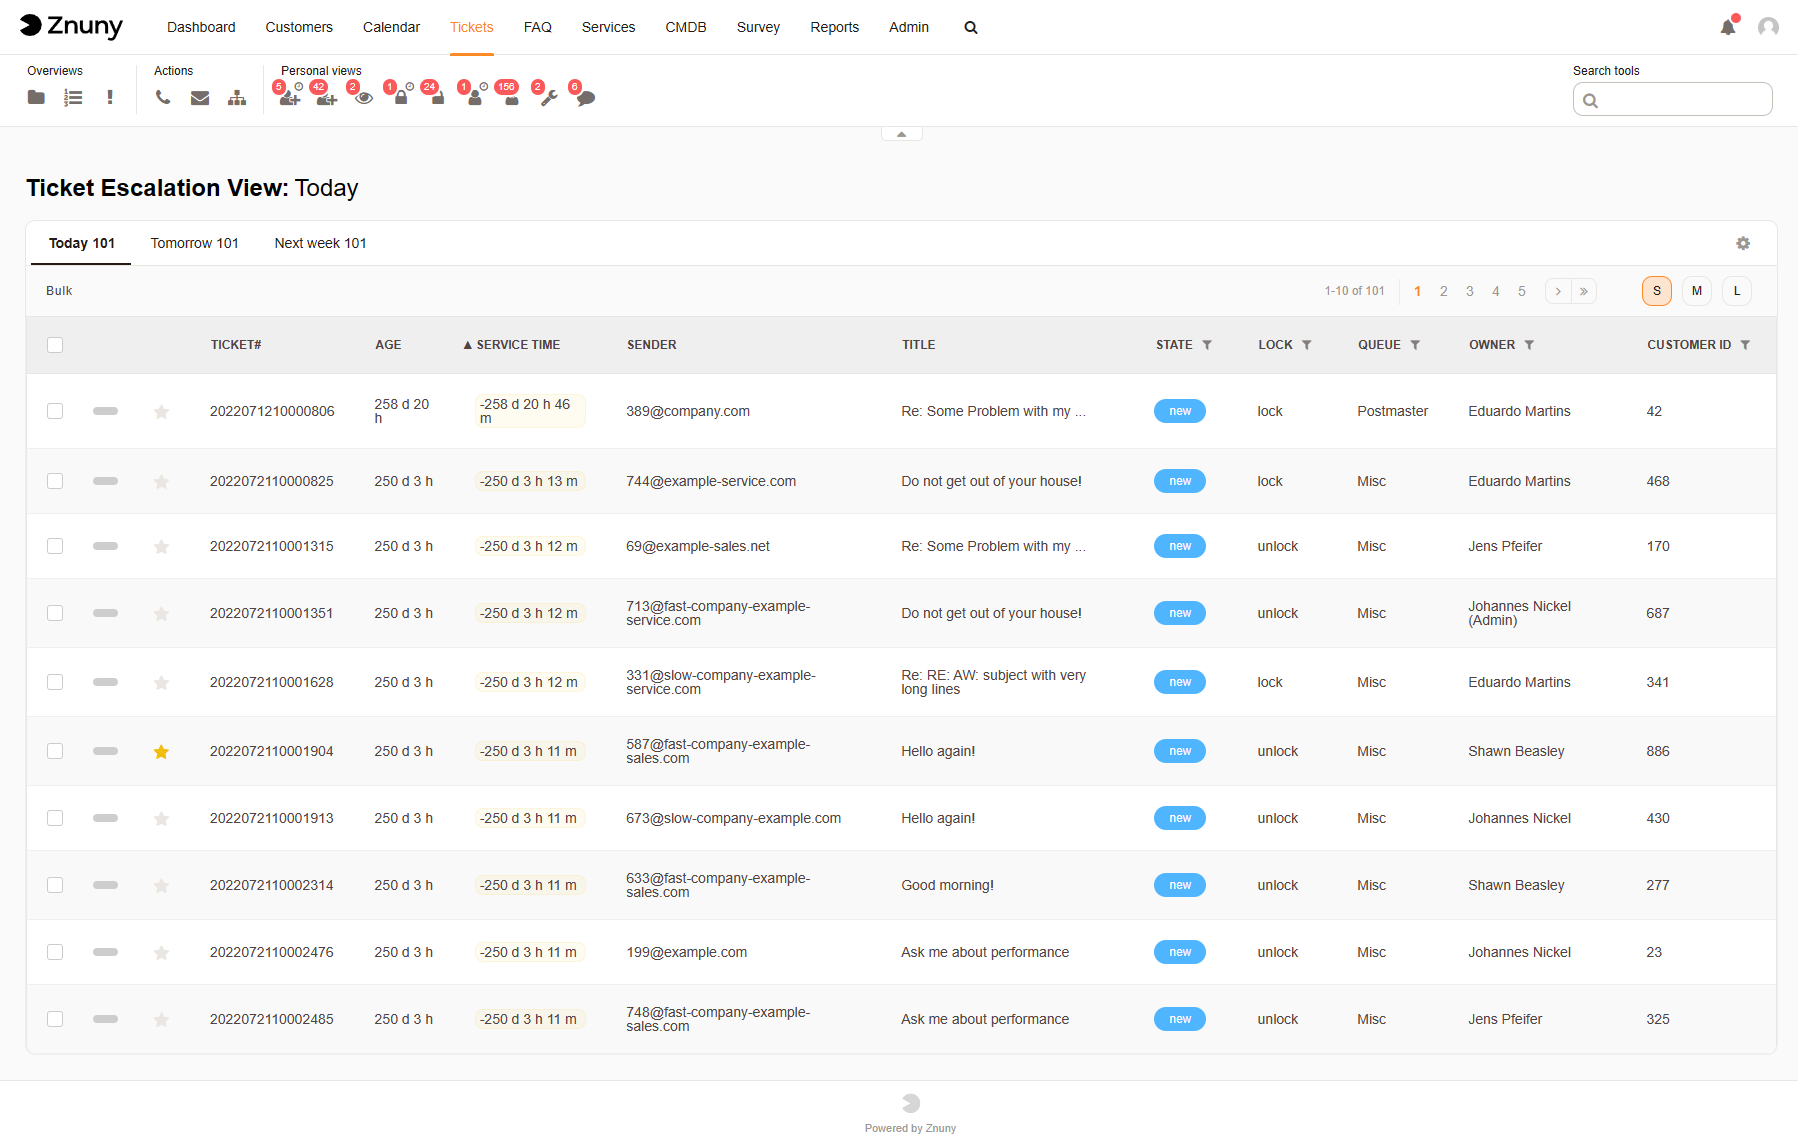 Znuny
Dashboard Customers Calendar Tickets FAQ Services CMDB Survey Reports Admin
Overviews Actions Personal views Search tools
5 42 2 1 24 1 156 2 6
Ticket Escalation View: Today
Today 101 Tomorrow 101 Next week 101
Bulk 1-10 of 101 1 2 3 4 5 S M L
TICKET# AGE ▲ SERVICE TIME SENDER TITLE STATE LOCK QUEUE OWNER CUSTOMER ID
2022071210000806 258 d 20 h -258 d 20 h 46 m 389@company.com Re: Some Problem with my ... new lock Postmaster Eduardo Martins 42
2022072110000825 250 d 3 h -250 d 3 h 13 m 744@example-service.com Do not get out of your house! new lock Misc Eduardo Martins 468
2022072110001315 250 d 3 h -250 d 3 h 12 m 69@example-sales.net Re: Some Problem with my ... new unlock Misc Jens Pfeifer 170
2022072110001351 250 d 3 h -250 d 3 h 12 m 713@fast-company-example-service.com Do not get out of your house! new unlock Misc Johannes Nickel (Admin) 687
2022072110001628 250 d 3 h -250 d 3 h 12 m 331@slow-company-example-service.com Re: RE: AW: subject with very long lines new lock Misc Eduardo Martins 341
2022072110001904 250 d 3 h -250 d 3 h 11 m 587@fast-company-example-sales.com Hello again! new unlock Misc Shawn Beasley 886
2022072110001913 250 d 3 h -250 d 3 h 11 m 673@slow-company-example.com Hello again! new unlock Misc Johannes Nickel 430
2022072110002314 250 d 3 h -250 d 3 h 11 m 633@fast-company-example-sales.com Good morning! new unlock Misc Shawn Beasley 277
2022072110002476 250 d 3 h -250 d 3 h 11 m 199@example.com Ask me about performance new unlock Misc Johannes Nickel 23
2022072110002485 250 d 3 h -250 d 3 h 11 m 748@fast-company-example-sales.com Ask me about performance new unlock Misc Jens Pfeifer 325
Powered by Znuny